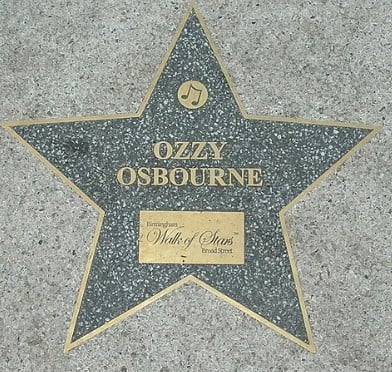 OZZY
OSBOURNE
Birmingham
Walk of Stars
Broad Street